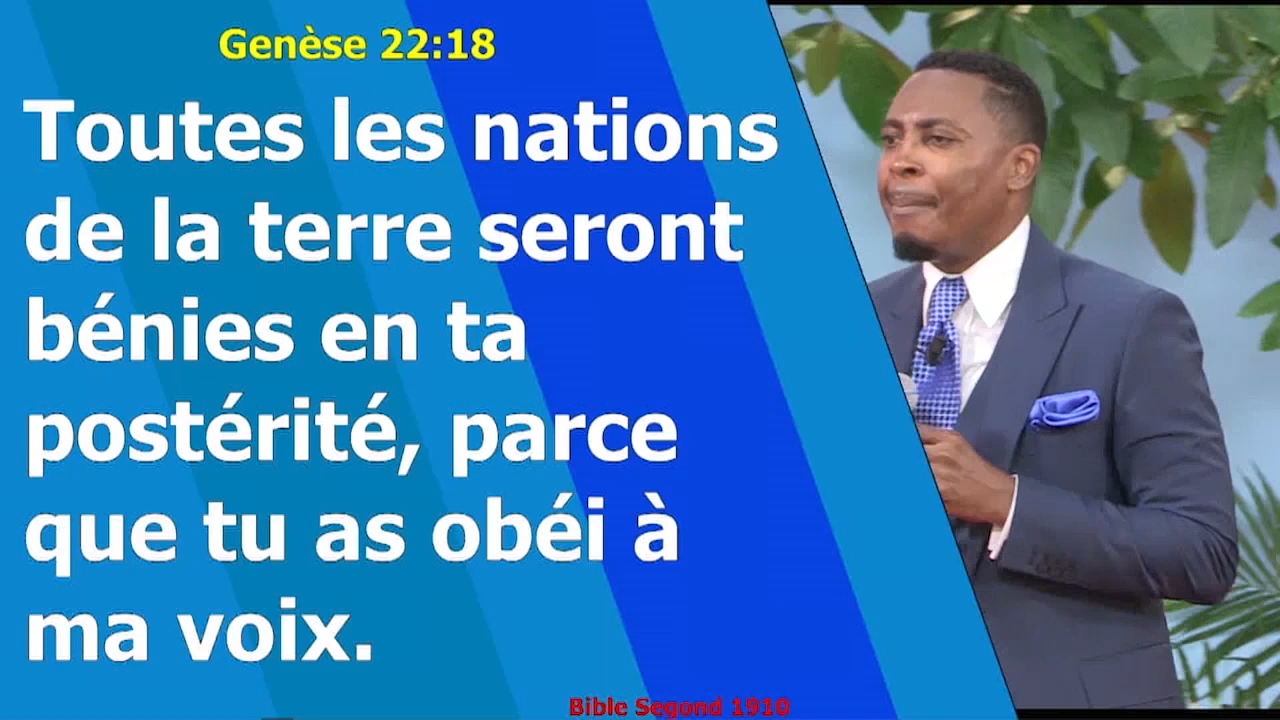 Genèse 22:18
Toutes les nations
de la terre seront
bénies en ta
postérité, parce
que tu as obéi à
ma voix.
Bible Segond 1910